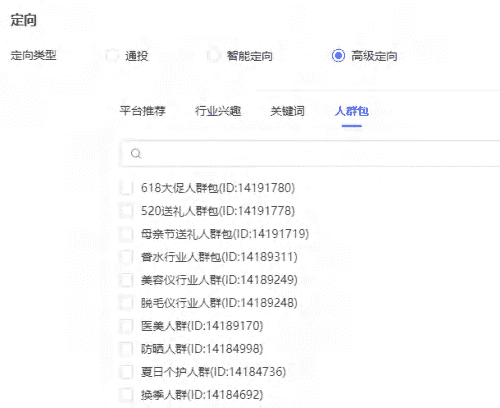 定向
定向类型 通投 智能定向 高级定向
平台推荐 行业兴趣 关键词 人群包
618大促人群包(ID:14191780)
520送礼人群包(ID:14191778)
母亲节送礼人群包(ID:14191719)
香水行业人群包(ID:14189311)
美容仪行业人群(ID:14189249)
脱毛仪行业人群(ID:14189248)
医美人群(ID:14189170)
防晒人群(ID:14184998)
夏日个护人群(ID:14184736)
换季人群(ID:14184692)